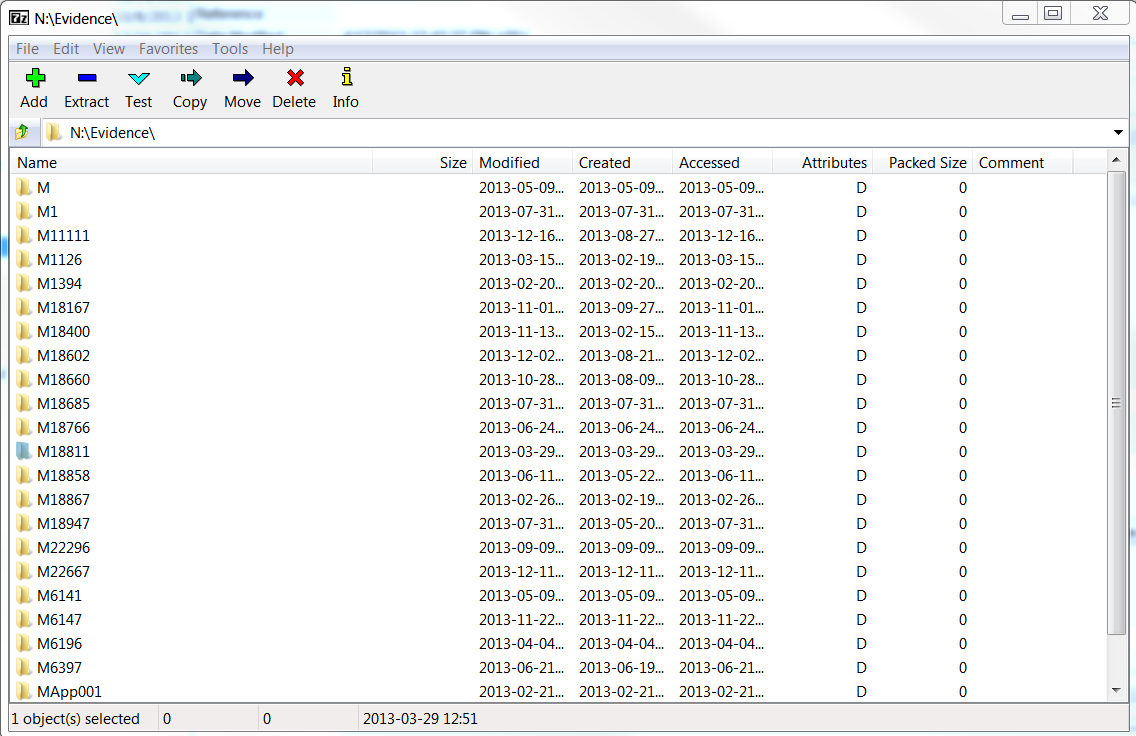 7z N:\Evidence\
File Edit View Favorites Tools Help
Add Extract Test Copy Move Delete Info
N:\Evidence\
Name Size Modified Created Accessed Attributes Packed Size Comment
M 2013-05-09... 2013-05-09... 2013-05-09... D 0
M1 2013-07-31... 2013-07-31... 2013-07-31... D 0
M11111 2013-12-16... 2013-08-27... 2013-12-16... D 0
M1126 2013-03-15... 2013-02-19... 2013-03-15... D 0
M1394 2013-02-20... 2013-02-20... 2013-02-20... D 0
M18167 2013-11-01... 2013-09-27... 2013-11-01... D 0
M18400 2013-11-13... 2013-02-15... 2013-11-13... D 0
M18602 2013-12-02... 2013-08-21... 2013-12-02... D 0
M18660 2013-10-28... 2013-08-09... 2013-10-28... D 0
M18685 2013-07-31... 2013-07-31... 2013-07-31... D 0
M18766 2013-06-24... 2013-06-24... 2013-06-24... D 0
M18811 2013-03-29... 2013-03-29... 2013-03-29... D 0
M18858 2013-06-11... 2013-05-22... 2013-06-11... D 0
M18867 2013-02-26... 2013-02-19... 2013-02-26... D 0
M18947 2013-07-31... 2013-05-20... 2013-07-31... D 0
M22296 2013-09-09... 2013-09-09... 2013-09-09... D 0
M22667 2013-12-11... 2013-12-11... 2013-12-11... D 0
M6141 2013-05-09... 2013-05-09... 2013-05-09... D 0
M6147 2013-11-22... 2013-11-22... 2013-11-22... D 0
M6196 2013-04-04... 2013-04-04... 2013-04-04... D 0
M6397 2013-06-21... 2013-06-19... 2013-06-21... D 0
MApp001 2013-02-21... 2013-02-21... 2013-02-21... D 0
1 object(s) selected 0 0 2013-03-29 12:51